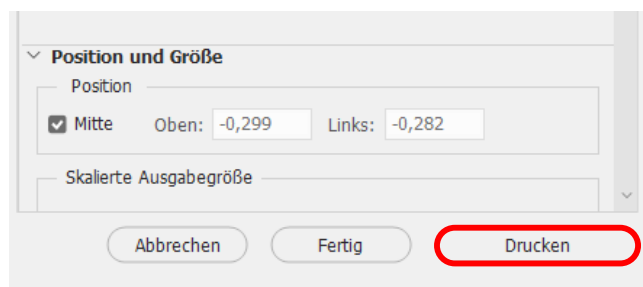 Position und Größe
Position
Mitte Oben: -0,299 Links: -0,282
Skalierte Ausgabegröße
Abbrechen Fertig Drucken